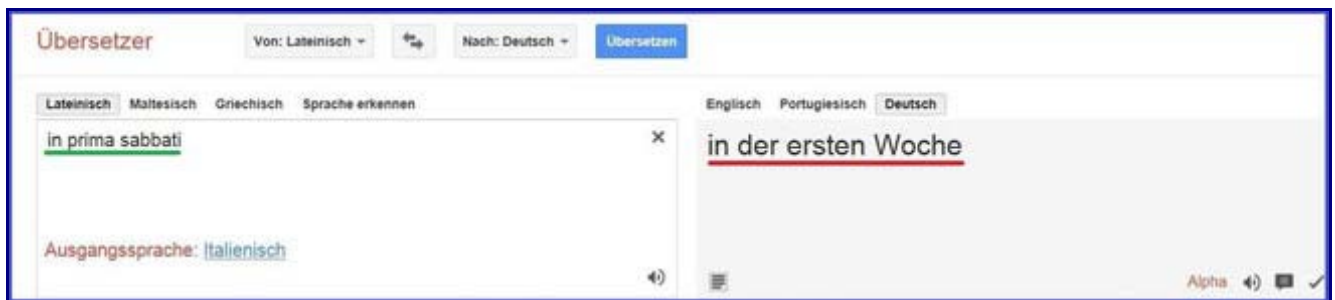 Übersetzer Von: Lateinisch Nach: Deutsch Übersetzen
Lateinisch Maltesisch Griechisch Sprache erkennen Englisch Portugiesisch Deutsch
in prima sabbati in der ersten Woche
Ausgangssprache: Italienisch
Alpha